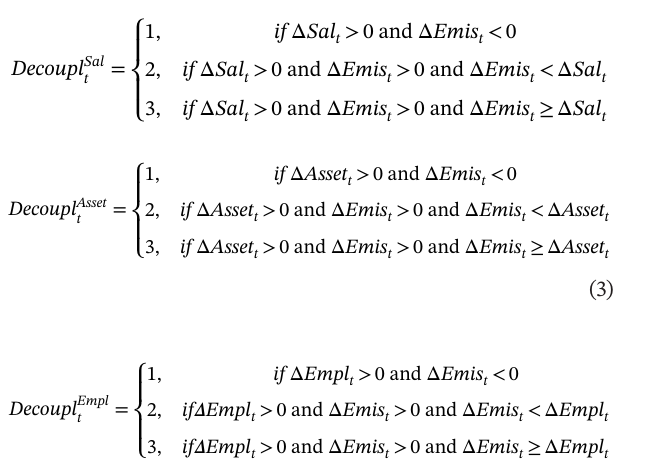 1, if ΔSal_t > 0 and ΔEmis_t < 0
Decoupl_t^Sal = { 2, if ΔSal_t > 0 and ΔEmis_t > 0 and ΔEmis_t < ΔSal_t
3, if ΔSal_t > 0 and ΔEmis_t > 0 and ΔEmis_t ≥ ΔSal_t
1, if ΔAsset_t > 0 and ΔEmis_t < 0
Decoupl_t^Asset = { 2, if ΔAsset_t > 0 and ΔEmis_t > 0 and ΔEmis_t < ΔAsset_t
3, if ΔAsset_t > 0 and ΔEmis_t > 0 and ΔEmis_t ≥ ΔAsset_t
(3)
1, if ΔEmpl_t > 0 and ΔEmis_t < 0
Decoupl_t^Empl = { 2, ifΔEmpl_t > 0 and ΔEmis_t > 0 and ΔEmis_t < ΔEmpl_t
3, ifΔEmpl_t > 0 and ΔEmis_t > 0 and ΔEmis_t ≥ ΔEmpl_t